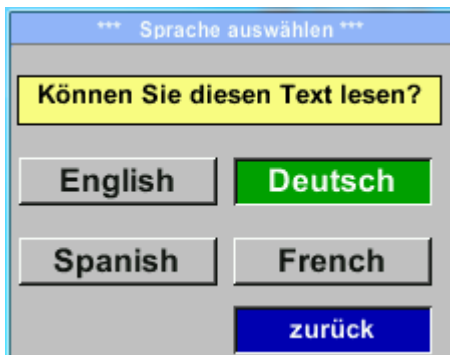 *** Sprache auswählen ***
Können Sie diesen Text lesen?
English Deutsch
Spanish French
zurück